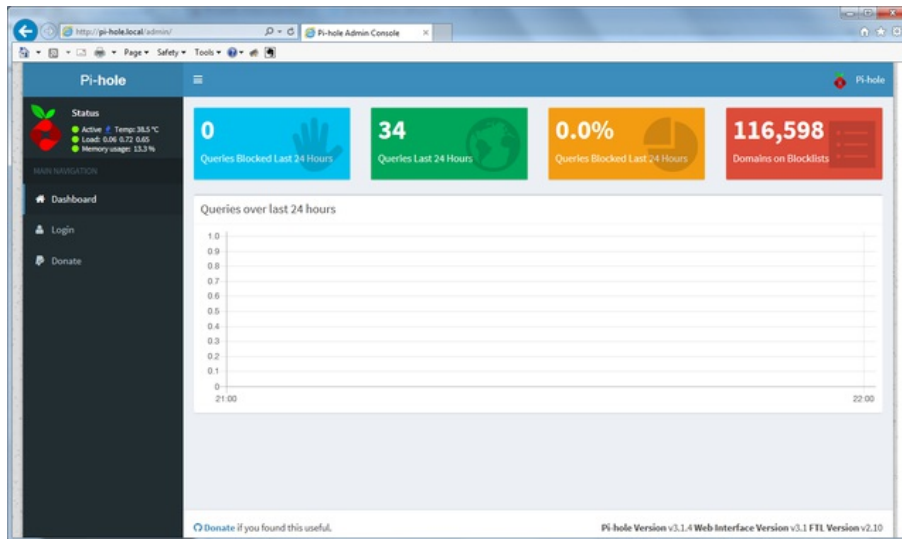 http://pi-hole.local/admin/
Pi-hole Admin Console
Page Safety Tools
Pi-hole
Pi-hole
Status
Active Temp: 38.5 °C
Load: 0.06 0.72 0.65
Memory usage: 13.3 %
MAIN NAVIGATION
Dashboard
Login
Donate
0
Queries Blocked Last 24 Hours
34
Queries Last 24 Hours
0.0%
Queries Blocked Last 24 Hours
116,598
Domains on Blocklists
Queries over last 24 hours
1.0
0.9
0.8
0.7
0.6
0.5
0.4
0.3
0.2
0.1
0
21:00 22:00
Donate if you found this useful.
Pi-hole Version v3.1.4 Web Interface Version v3.1 FTL Version v2.10